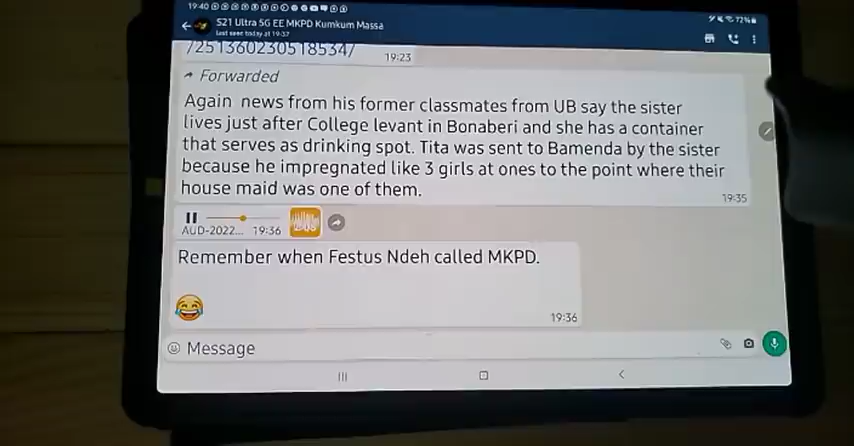 19:40
72%
S21 Ultra 5G EE MKPD Kumkum Massa
last seen today at 19:37
/251360230518534/
19:23
Forwarded
Again news from his former classmates from UB say the sister
lives just after College levant in Bonaberi and she has a container
that serves as drinking spot. Tita was sent to Bamenda by the sister
because he impregnated like 3 girls at ones to the point where their
house maid was one of them.
19:35
AUD-2022... 19:36
Remember when Festus Ndeh called MKPD.
😂
19:36
Message